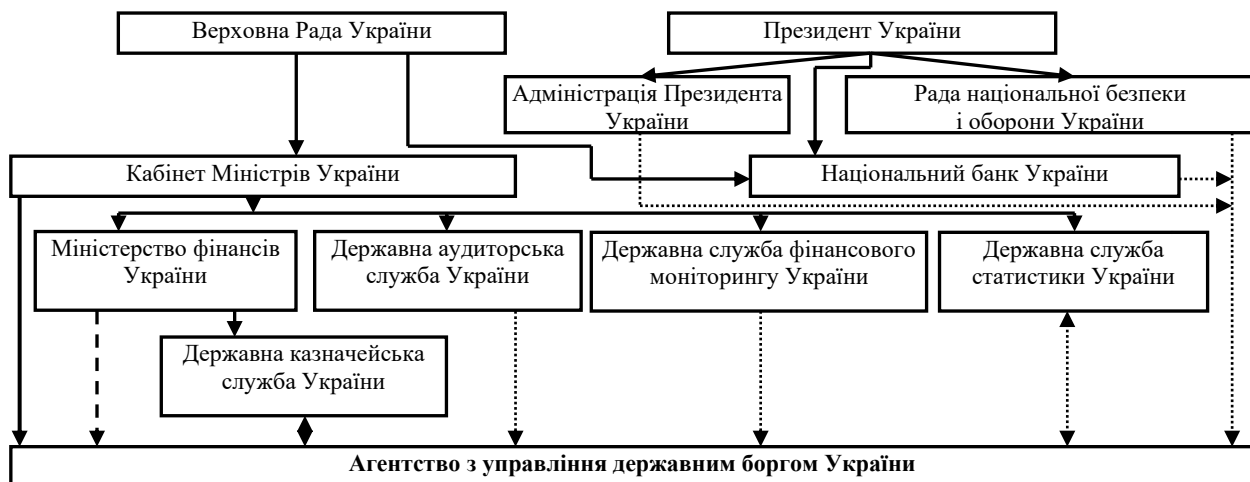 Верховна Рада України
Президент України
Адміністрація Президента
України
Рада національної безпеки
і оборони України
Кабінет Міністрів України
Національний банк України
Міністерство фінансів
України
Державна аудиторська
служба України
Державна служба фінансового
моніторингу України
Державна служба
статистики України
Державна казначейська
служба України
Агентство з управління державним боргом України